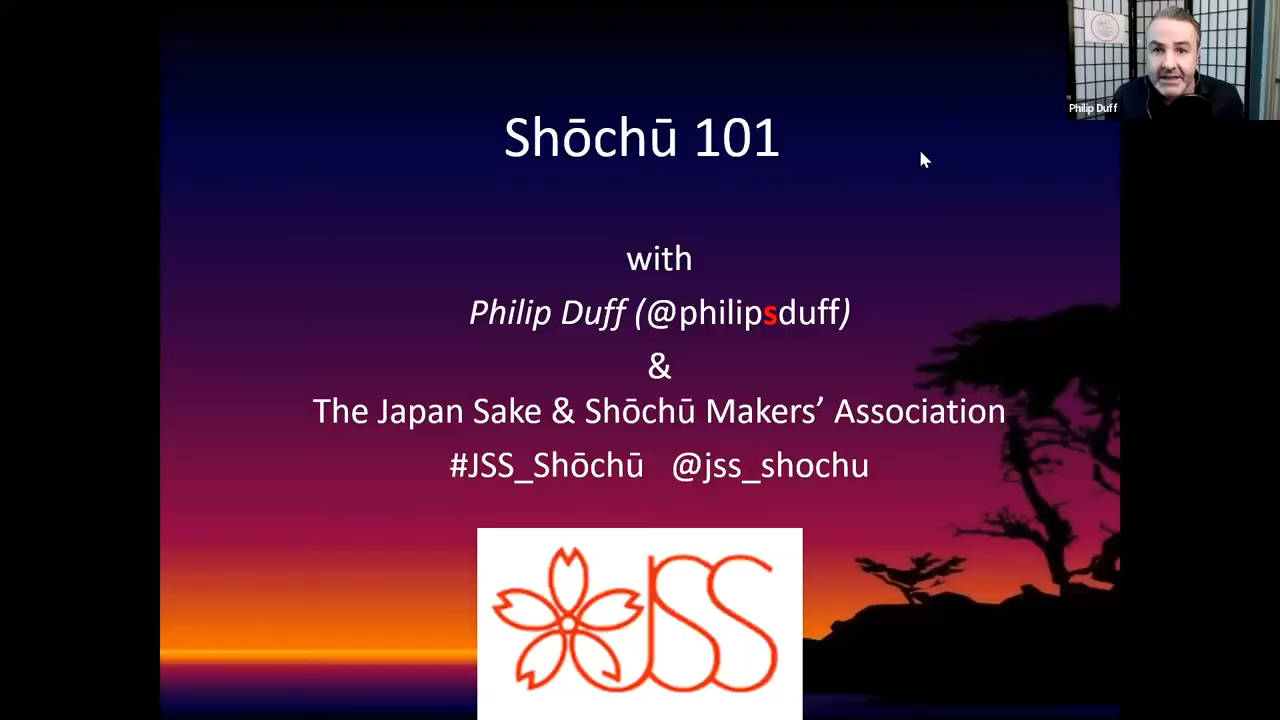 Shōchū 101
Philip Duff
with
Philip Duff (@philipsduff)
&
The Japan Sake & Shōchū Makers’ Association
#JSS_Shōchū @jss_shochu
JSS